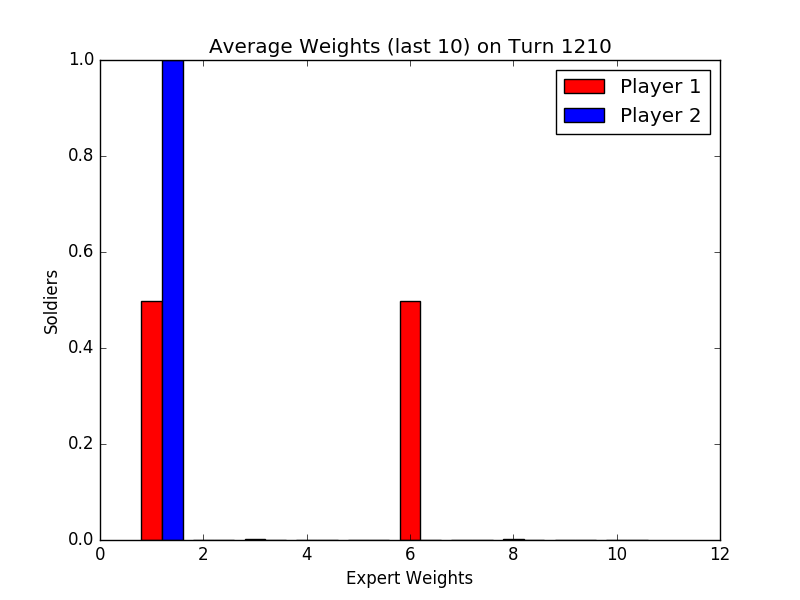 Average Weights (last 10) on Turn 1210
Player 1
Player 2
1.0
0.8
0.6
0.4
0.2
0.0
Soldiers
0 2 4 6 8 10 12
Expert Weights